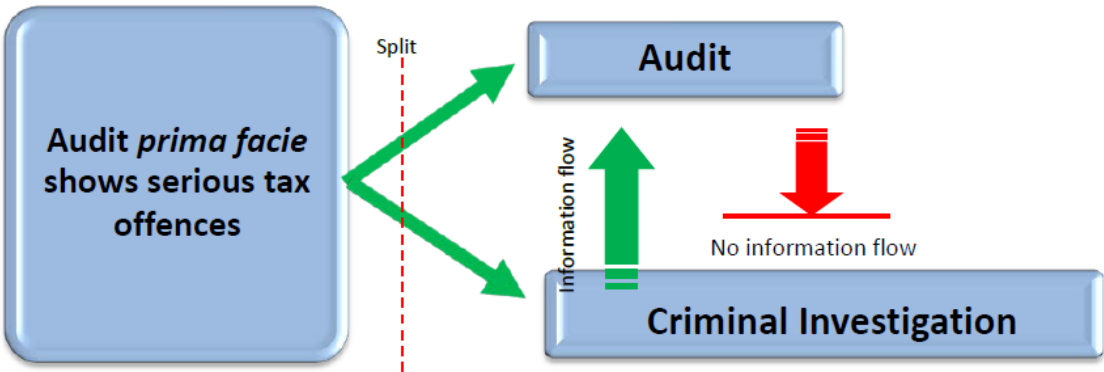 Audit prima facie
shows serious tax
offences
Split
Audit
Information flow
No information flow
Criminal Investigation